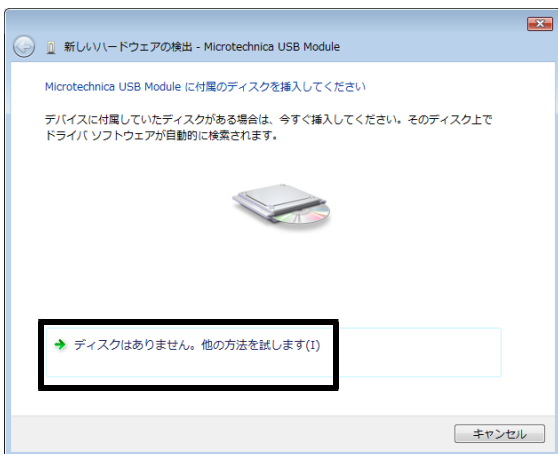 新しいハードウェアの検出 - Microtechnica USB Module
Microtechnica USB Module に付属のディスクを挿入してください
デバイスに付属していたディスクがある場合は、今すぐ挿入してください。そのディスク上で
ドライバ ソフトウェアが自動的に検索されます。
ディスクはありません。他の方法を試します(I)
キャンセル